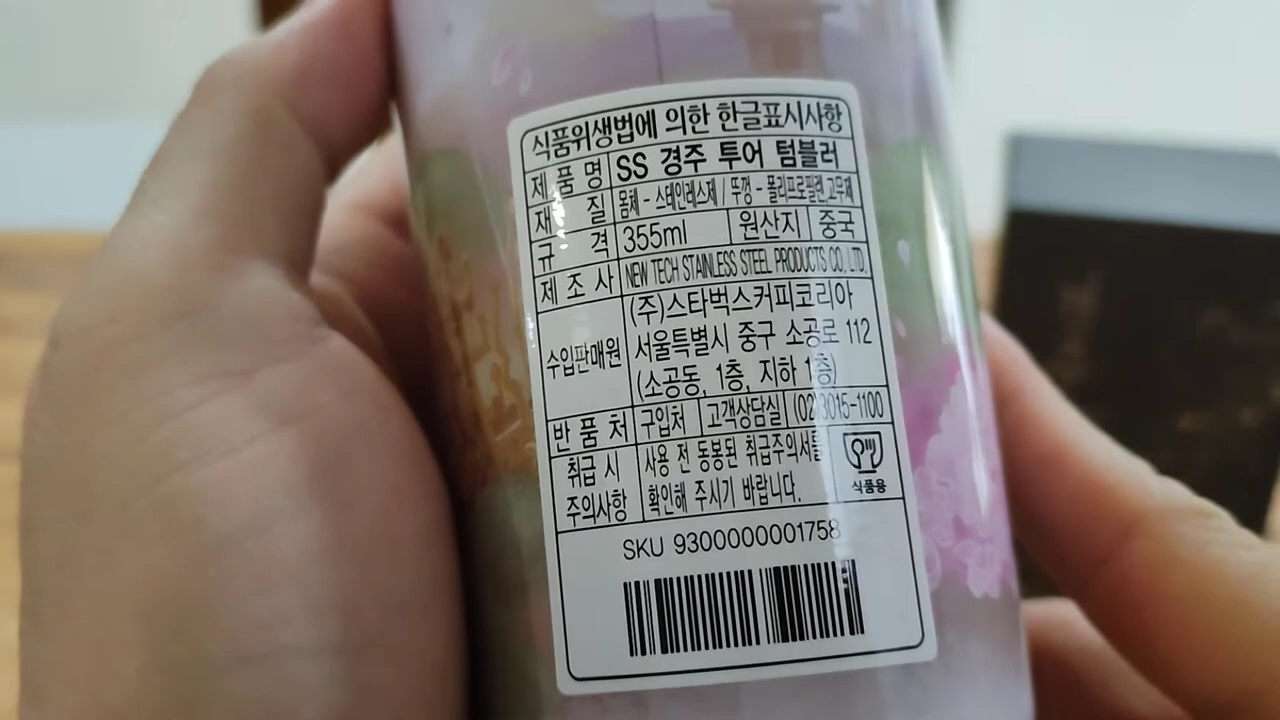 식품위생법에 의한 한글표시사항
제품명 SS 경주 투어 텀블러
재질 몸체 - 스테인레스제 / 뚜껑 - 폴리프로필렌,고무제
규격 355ml 원산지 중국
제조사 NEW TECH STAINLESS STEEL PRODUCTS CO., LTD.
수입판매원 (주)스타벅스커피코리아
서울특별시 중구 소공로 112
(소공동, 1층, 지하 1층)
반품처 구입처 고객상담실 (02)3015-1100
취급 시 주의사항 사용 전 동봉된 취급주의서를
확인해 주시기 바랍니다.
식품용
SKU 9300000001758